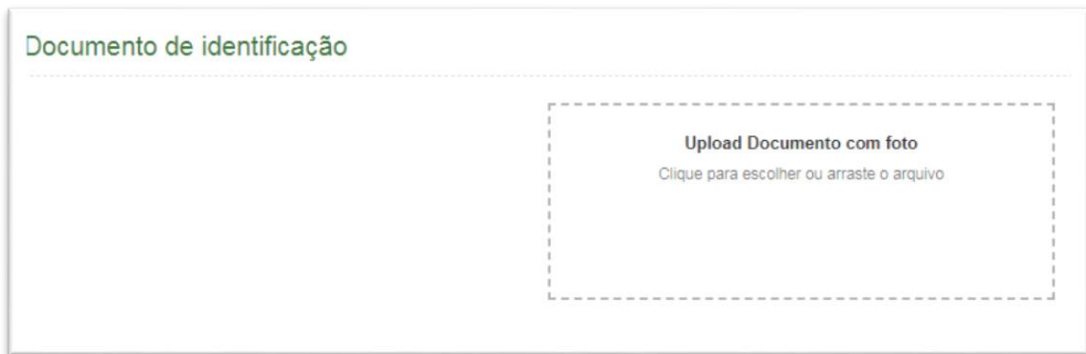 Documento de identificação
Upload Documento com foto
Clique para escolher ou arraste o arquivo